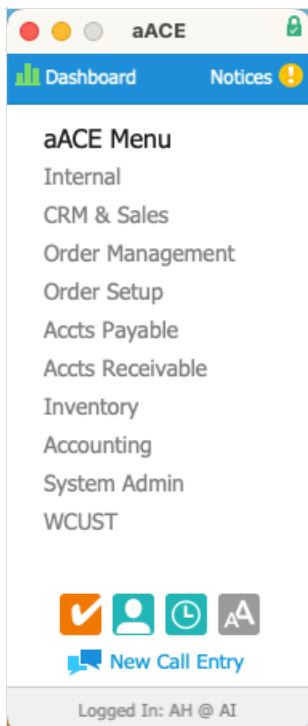 aACE
Dashboard Notices
aACE Menu
Internal
CRM & Sales
Order Management
Order Setup
Accts Payable
Accts Receivable
Inventory
Accounting
System Admin
WCUST
AA
New Call Entry
Logged In: AH @ AI